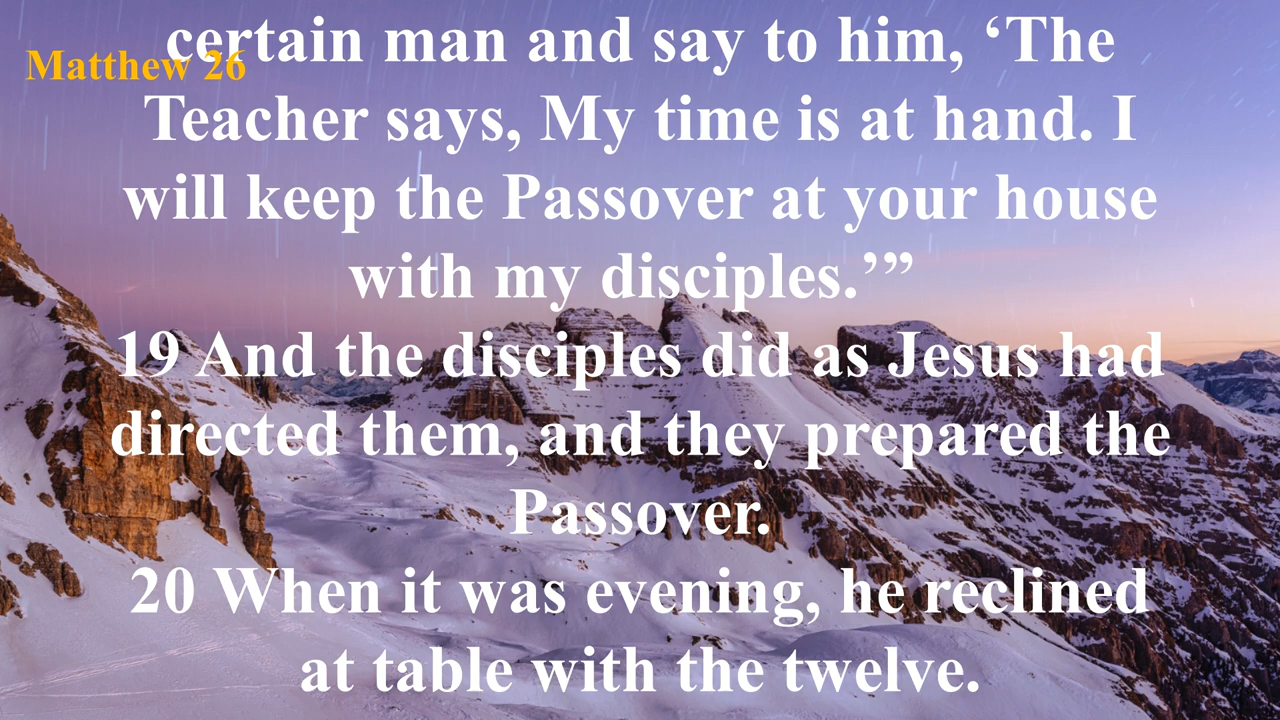 Matthew 26
certain man and say to him, ‘The
Teacher says, My time is at hand. I
will keep the Passover at your house
with my disciples.’”
19 And the disciples did as Jesus had
directed them, and they prepared the
Passover.
20 When it was evening, he reclined
at table with the twelve.